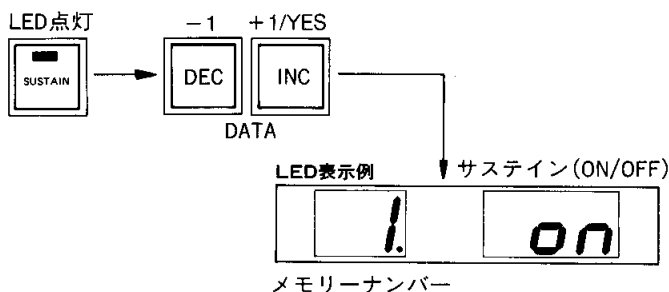 LED点灯
−1 +1/YES
SUSTAIN
DEC INC
DATA
LED表示例 サステイン(ON/OFF)
1. on
メモリーナンバー